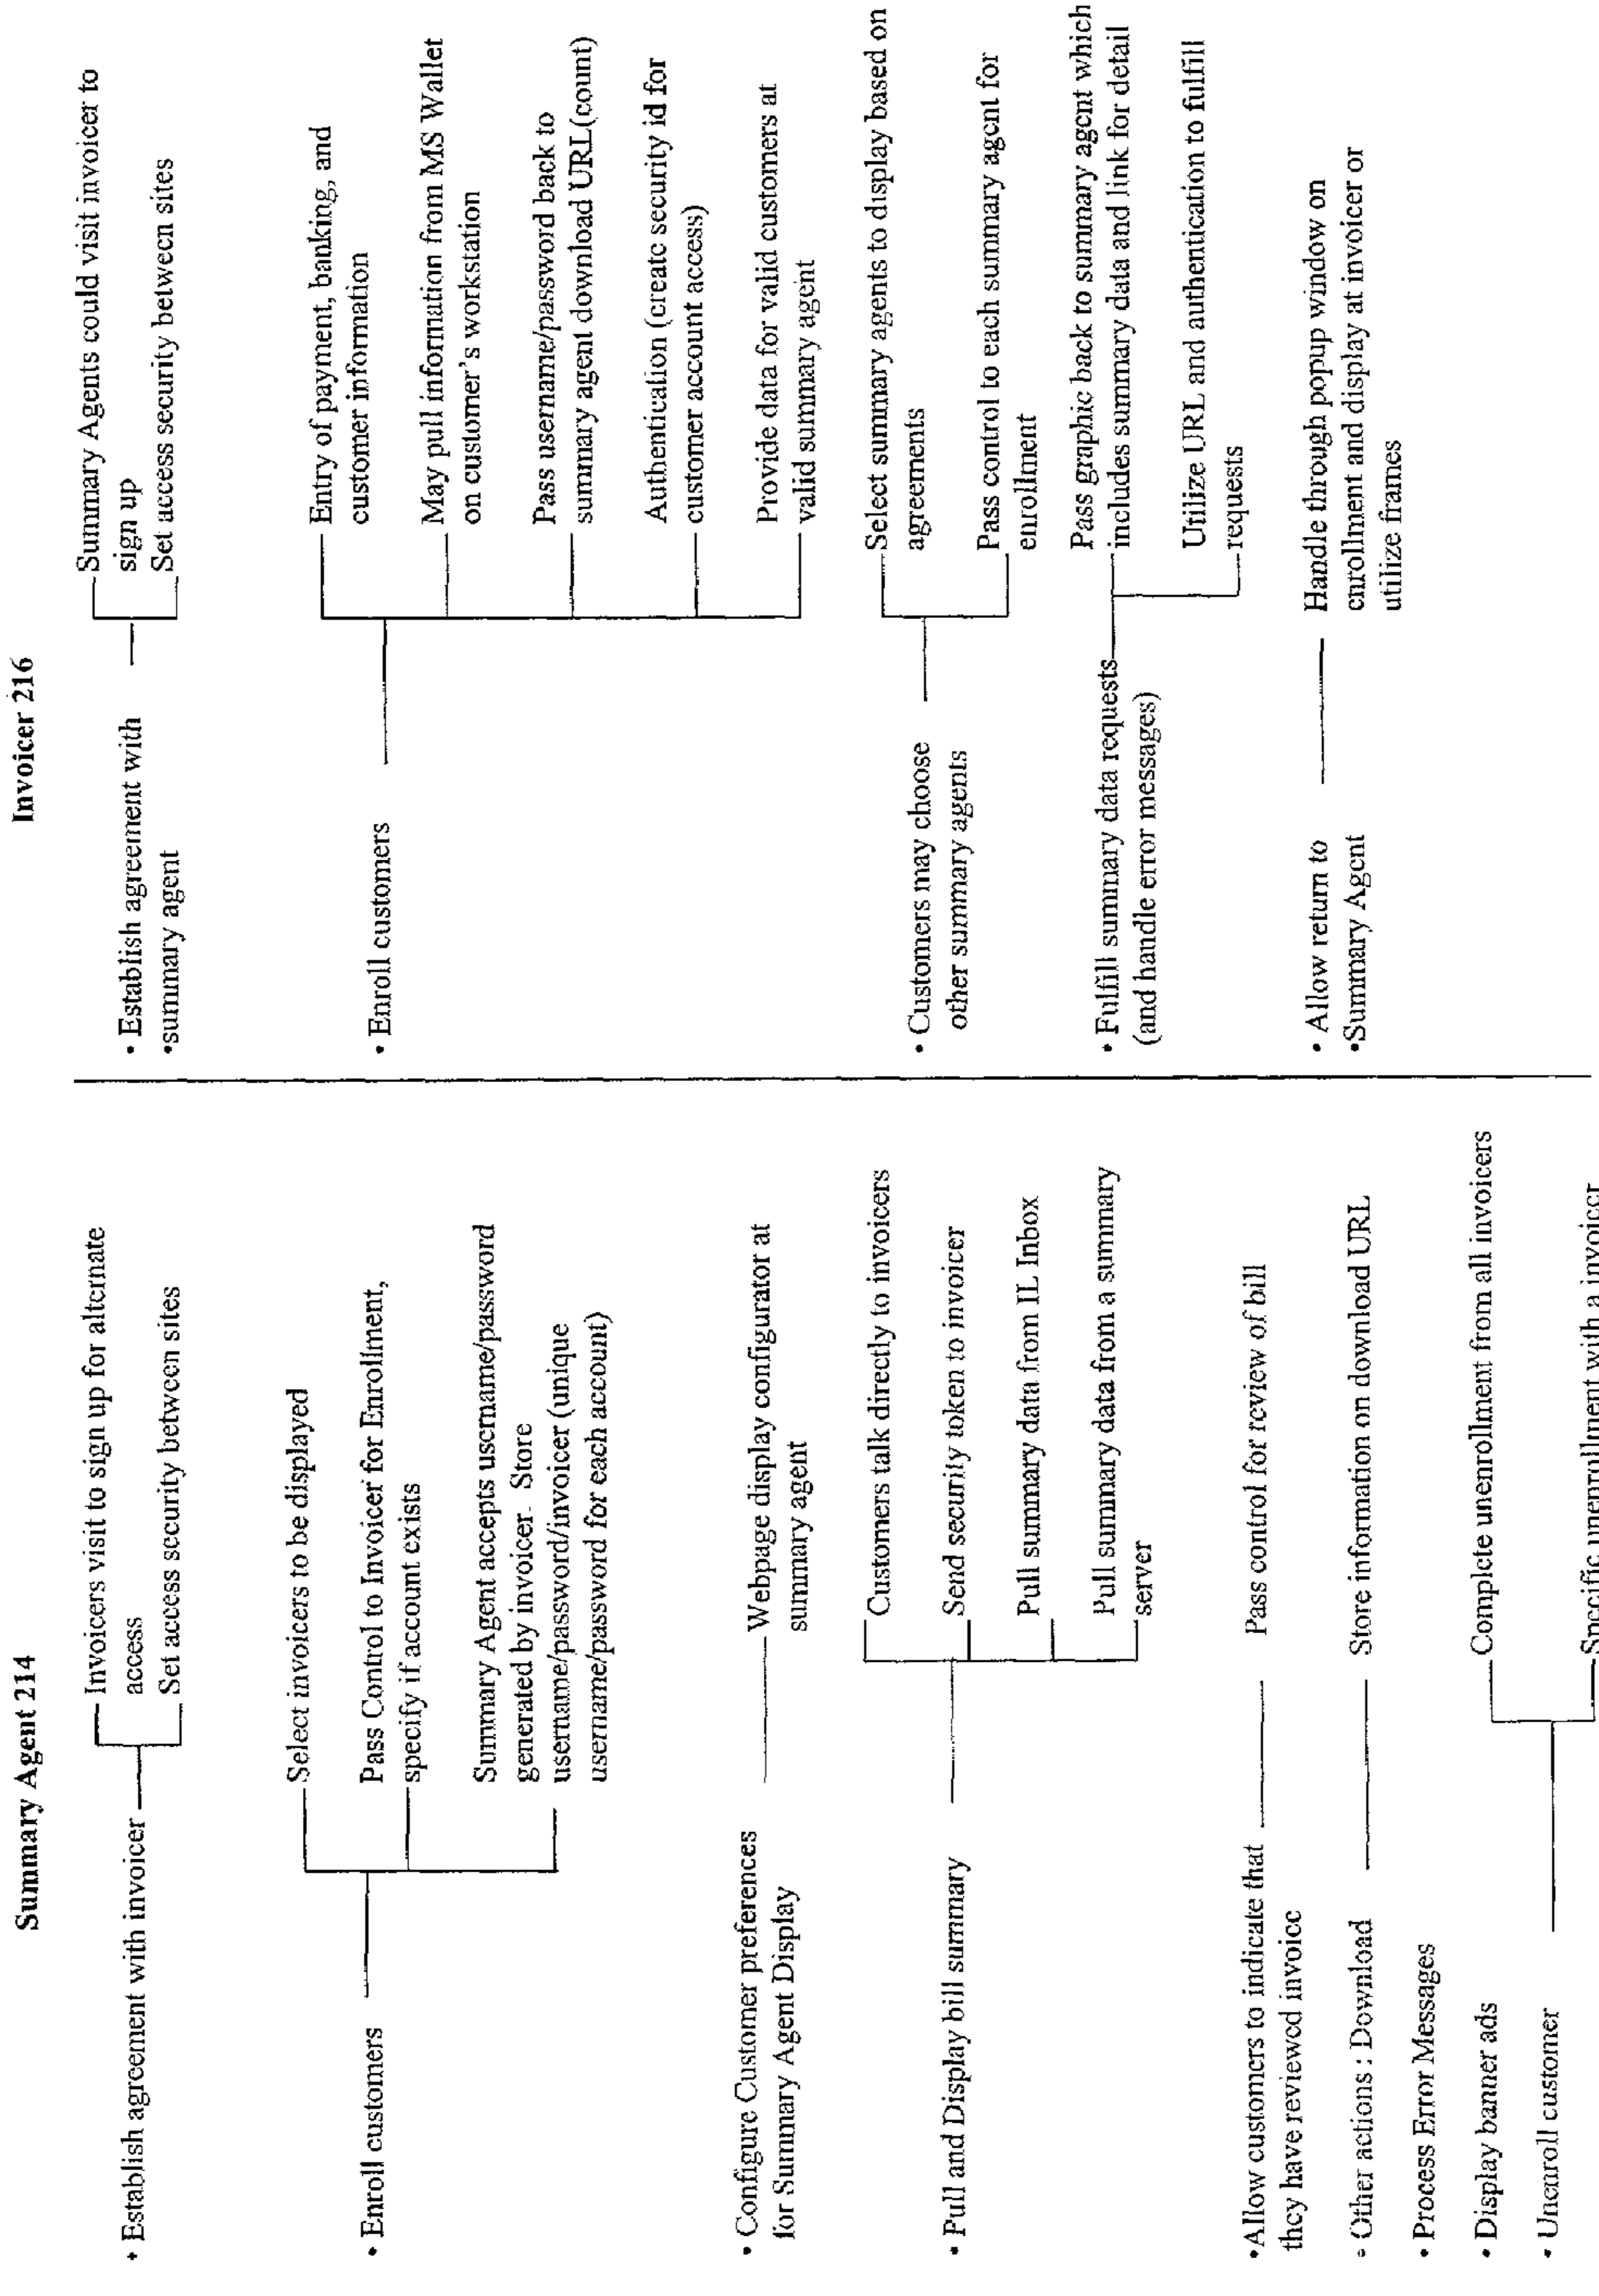 Summary Agent 214
• Establish agreement with invoicer
Invoicers visit to sign up for alternate
access
Set access security between sites
• Enroll customers
Select invoicers to be displayed
Pass Control to Invoicer for Enrollment,
specify if account exists
Summary Agent accepts username/password
generated by invoicer. Store
username/password/invoicer (unique
username/password for each account)
• Configure Customer preferences
for Summary Agent Display
Webpage display configurator at
summary agent
• Pull and Display bill summary
Customers talk directly to invoicers
Send security token to invoicer
Pull summary data from IL Inbox
Pull summary data from a summary
server
•Allow customers to indicate that
they have reviewed invoice
Pass control for review of bill
• Other actions : Download
Store information on download URL
• Process Error Messages
• Display banner ads
• Unenroll customer
Complete unenrollment from all invoicers
Specific unenrollment with a invoicer
Invoicer 216
• Establish agreement with
•summary agent
Summary Agents could visit invoicer to
sign up
Set access security between sites
• Enroll customers
Entry of payment, banking, and
customer information
May pull information from MS Wallet
on customer's workstation
Pass username/password back to
summary agent download URL(count)
Authentication (create security id for
customer account access)
Provide data for valid customers at
valid summary agent
• Customers may choose
other summary agents
Select summary agents to display based on
agreements
Pass control to each summary agent for
enrollment
• Fulfill summary data requests
(and handle error messages)
Pass graphic back to summary agent which
includes summary data and link for detail
Utilize URL and authentication to fulfill
requests
• Allow return to
•Summary Agent
Handle through popup window on
enrollment and display at invoicer or
utilize frames